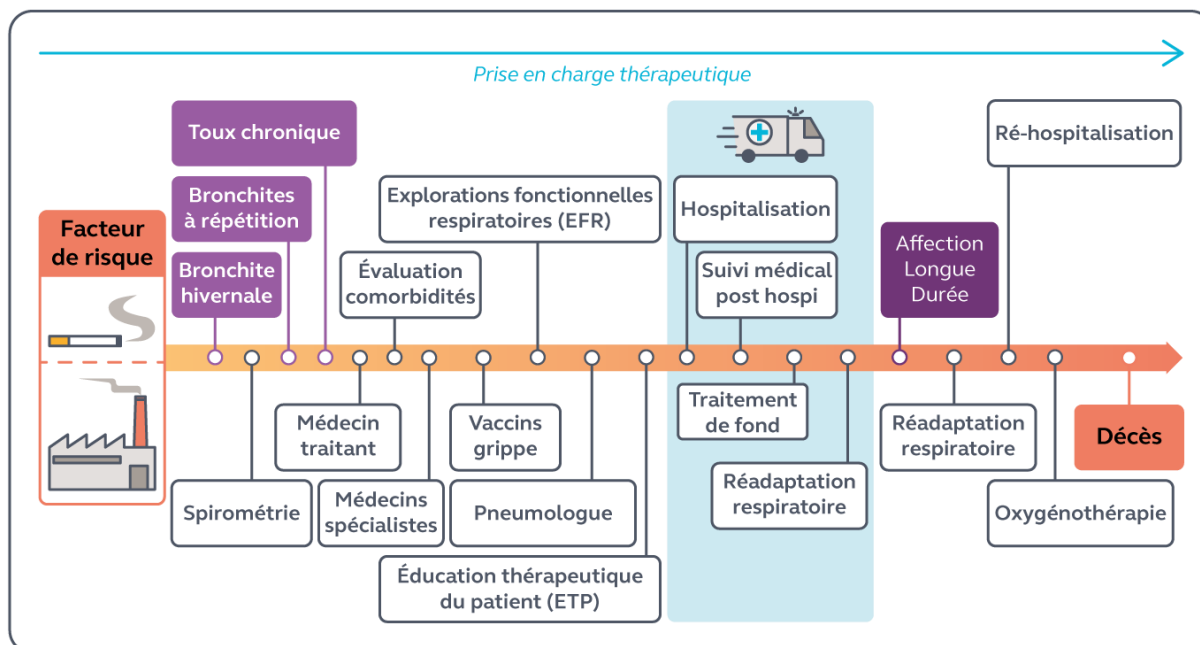 Prise en charge thérapeutique
Facteur
de risque
Toux chronique
Bronchites
à répétition
Bronchite
hivernale
Explorations fonctionnelles
respiratoires (EFR)
Évaluation
comorbidités
Hospitalisation
Suivi médical
post hospi
Affection
Longue
Durée
Ré-hospitalisation
Spirométrie
Médecin
traitant
Médecins
spécialistes
Vaccins
grippe
Pneumologue
Éducation thérapeutique
du patient (ETP)
Traitement
de fond
Réadaptation
respiratoire
Réadaptation
respiratoire
Oxygénothérapie
Décès